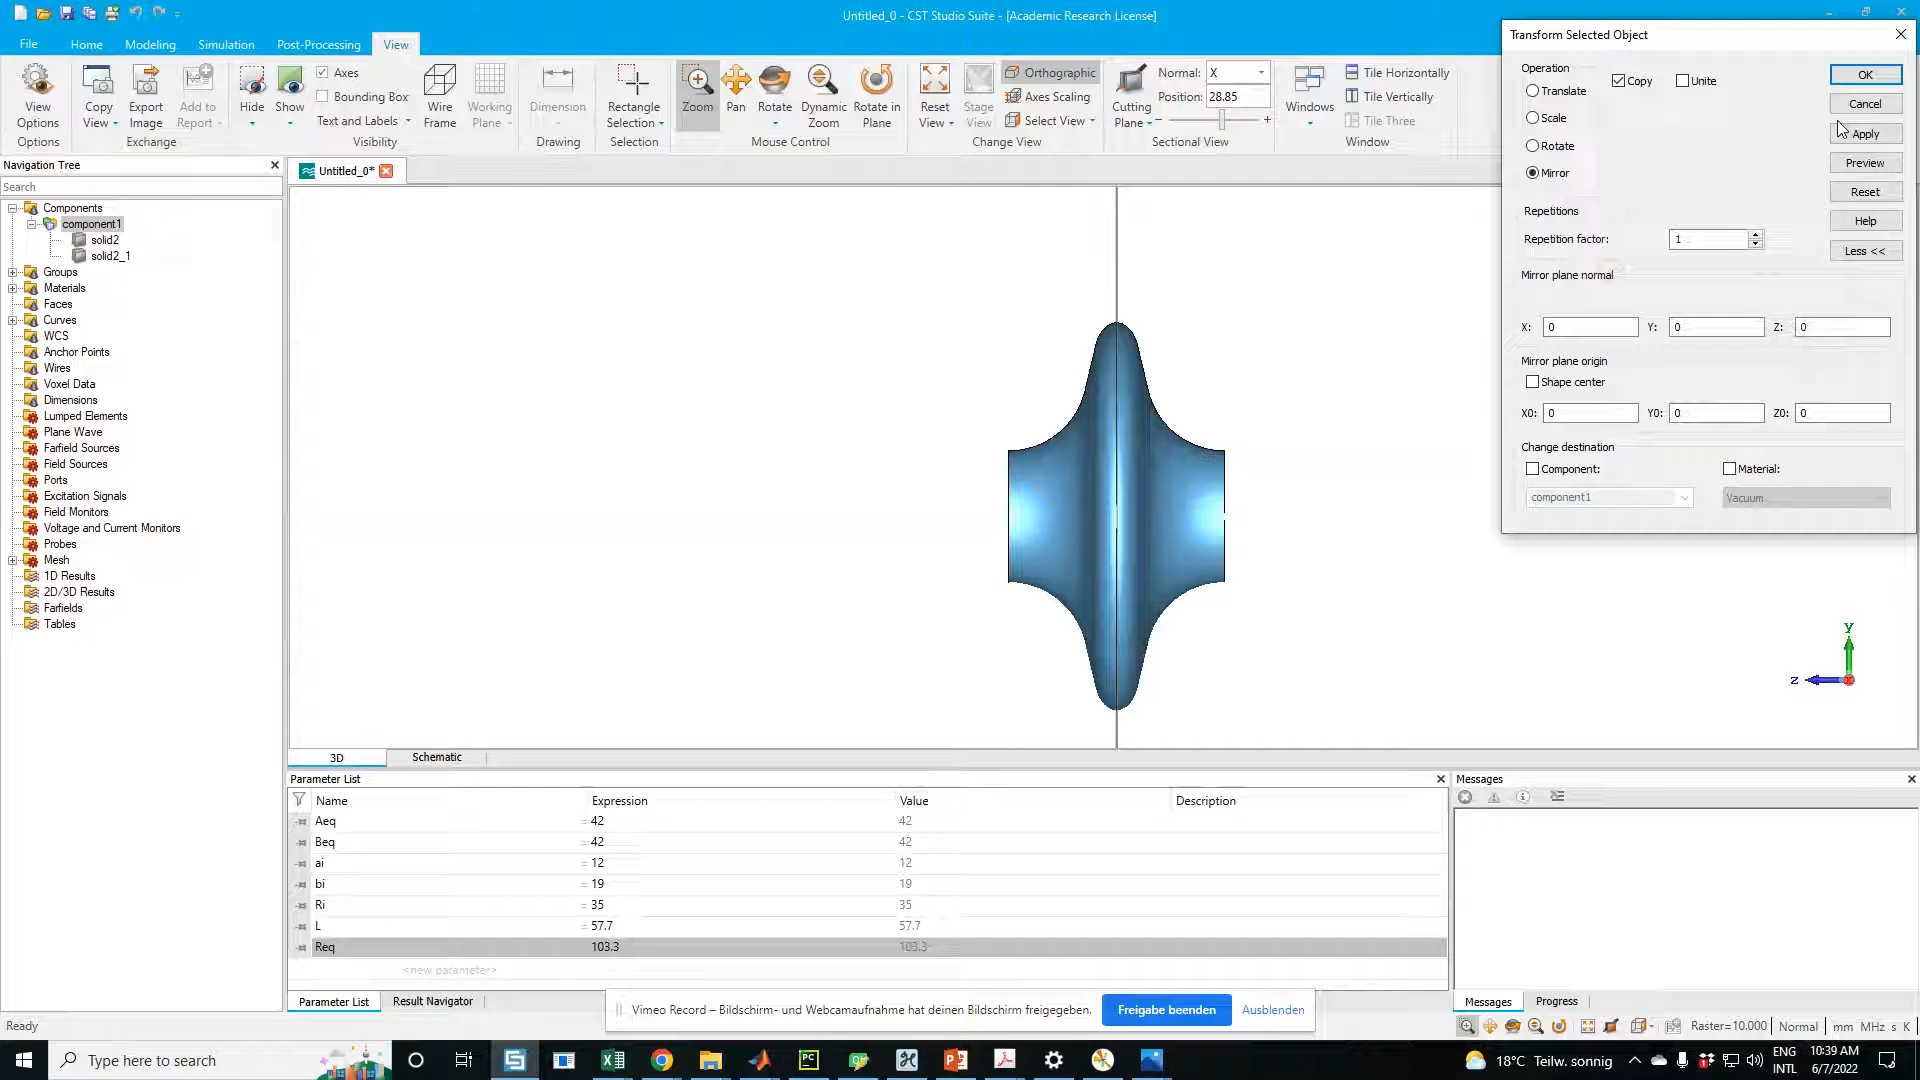 Untitled_0 - CST Studio Suite - [Academic Research License]
File Home Modeling Simulation Post-Processing View
View Options
Copy View
Export Image
Add to Report
Hide
Show
Axes
Bounding Box
Text and Labels
Wire Frame
Working Plane
Dimension
Rectangle Selection
Zoom
Pan
Rotate
Dynamic Zoom
Rotate in Plane
Reset View
Stage View
Orthographic
Axes Scaling
Select View
Cutting Plane
Normal: X
Position: 28.85
Windows
Tile Horizontally
Tile Vertically
Tile Three
Options Exchange Visibility Drawing Selection Mouse Control Change View Sectional View Window
Navigation Tree
Search
Components
component1
solid2
solid2_1
Groups
Materials
Faces
Curves
WCS
Anchor Points
Wires
Voxel Data
Dimensions
Lumped Elements
Plane Wave
Farfield Sources
Field Sources
Ports
Excitation Signals
Field Monitors
Voltage and Current Monitors
Probes
Mesh
1D Results
2D/3D Results
Farfields
Tables
Untitled_0*
y
z
3D Schematic
Transform Selected Object
Operation
Translate
Scale
Rotate
Mirror
Copy Unite
OK
Cancel
Apply
Preview
Reset
Help
Less <<
Repetitions
Repetition factor: 1
Mirror plane normal
X: 0 Y: 0 Z: 0
Mirror plane origin
Shape center
X0: 0 Y0: 0 Z0: 0
Change destination
Component: Material:
component1 Vacuum
Parameter List
Name Expression Value Description
Aeq = 42 42
Beq = 42 42
ai = 12 12
bi = 19 19
Ri = 35 35
L = 57.7 57.7
Req 103.3 103.3
<new parameter>
Parameter List Result Navigator
Messages
Messages Progress
Vimeo Record – Bildschirm- und Webcamaufnahme hat deinen Bildschirm freigegeben. Freigabe beenden Ausblenden
Ready
Raster=10.000 Normal mm MHz s K
Type here to search
PC
18°C Teilw. sonnig
ENG
INTL
10:39 AM
6/7/2022